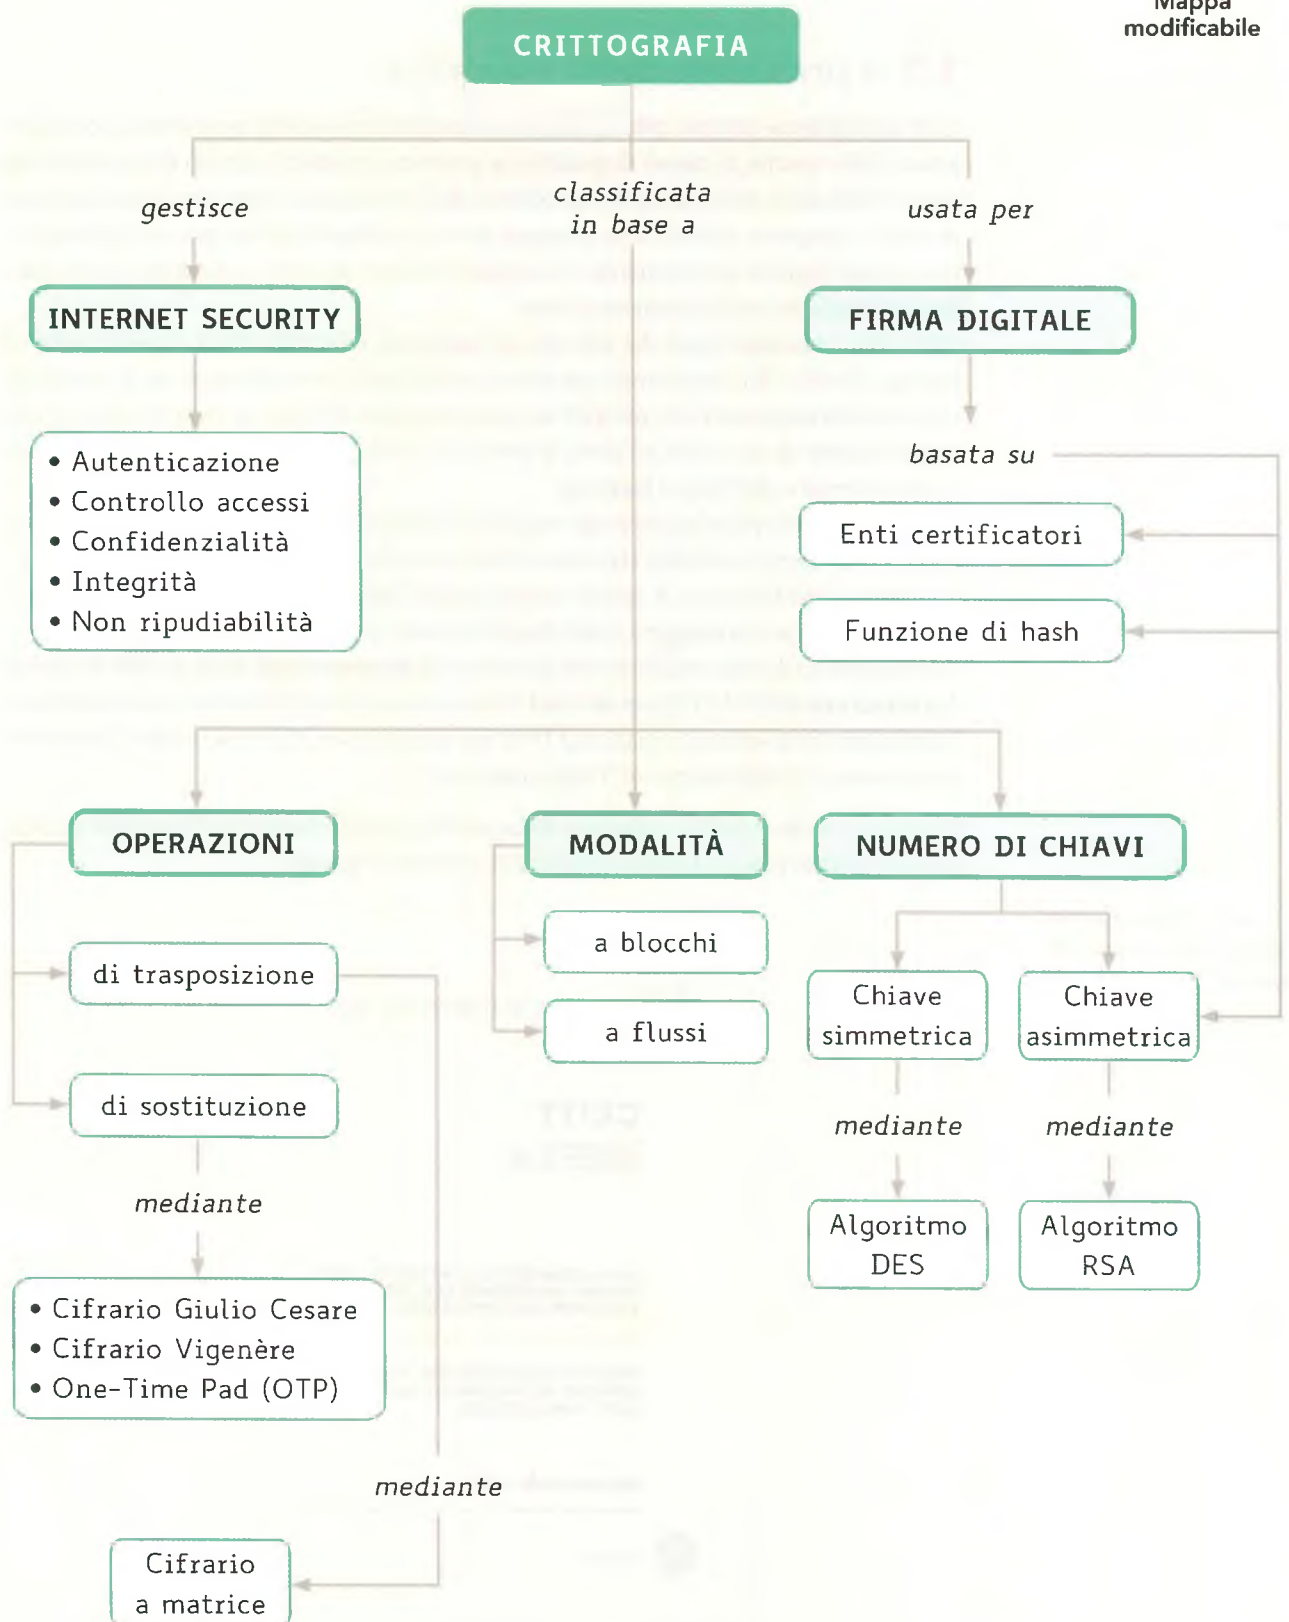 Mappa
modificabile
CRITTOGRAFIA
gestisce
classificata
in base a
usata per
INTERNET SECURITY
FIRMA DIGITALE
• Autenticazione
• Controllo accessi
• Confidenzialità
• Integrità
• Non ripudiabilità
basata su
Enti certificatori
Funzione di hash
OPERAZIONI
MODALITÀ
NUMERO DI CHIAVI
di trasposizione
a blocchi
Chiave
simmetrica
Chiave
asimmetrica
a flussi
di sostituzione
mediante
mediante
mediante
Algoritmo
DES
Algoritmo
RSA
• Cifrario Giulio Cesare
• Cifrario Vigenère
• One-Time Pad (OTP)
mediante
Cifrario
a matrice